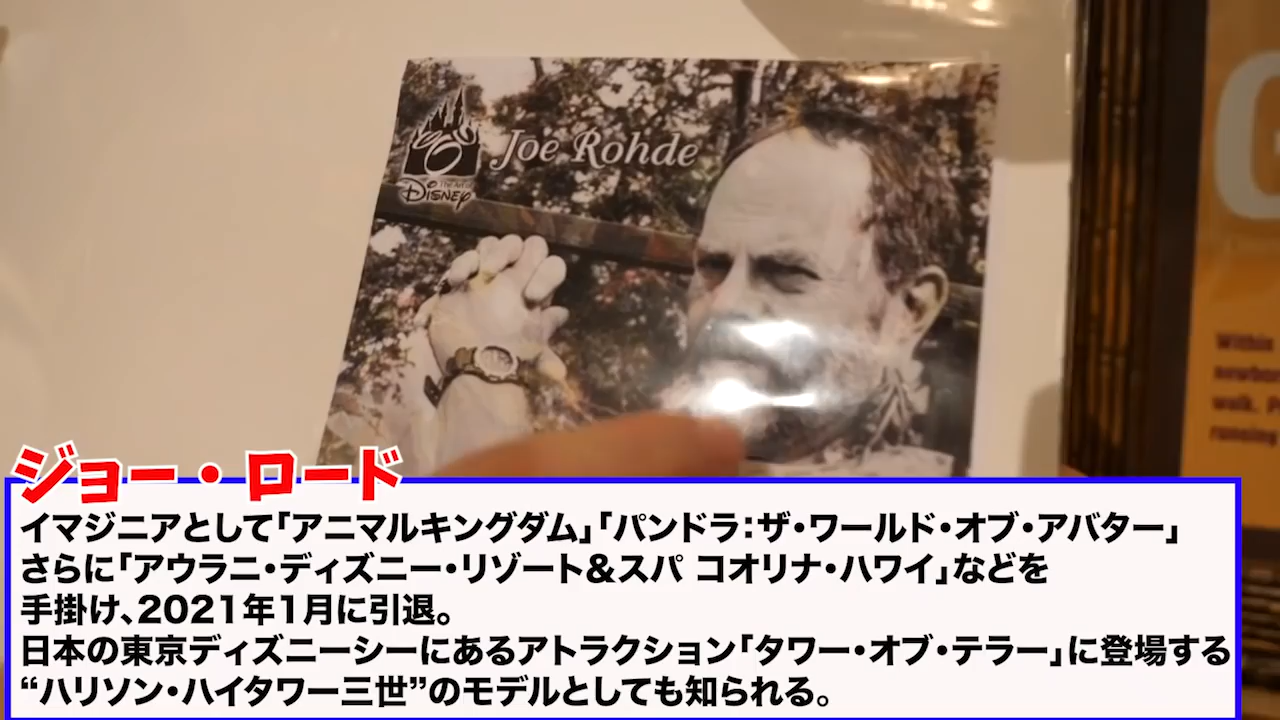 Joe Rohde
The Art of
Disney
G
Within
newbor
walk. P
running
ジョー・ロード
イマジニアとして「アニマルキングダム」「パンドラ：ザ・ワールド・オブ・アバター」
さらに「アウラニ・ディズニー・リゾート&スパ コオリナ・ハワイ」などを
手掛け、2021年1月に引退。
日本の東京ディズニーシーにあるアトラクション「タワー・オブ・テラー」に登場する
“ハリソン・ハイタワー三世”のモデルとしても知られる。